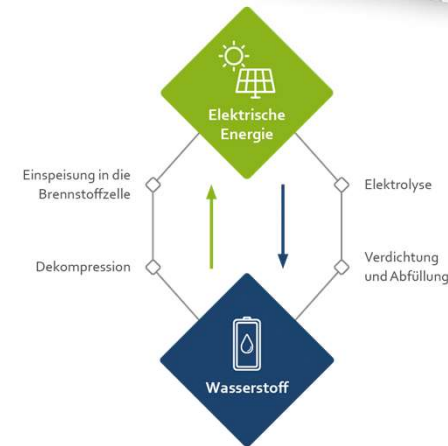 Elektrische
Energie
Einspeisung in die
Brennstoffzelle
Elektrolyse
Dekompression
Verdichtung
und Abfüllung
Wasserstoff